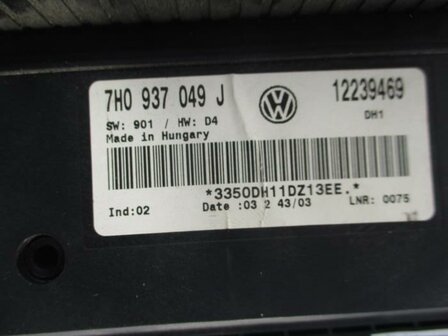 7H0 937 049 J
12239469
DH1
SW: 901 / HW: D4
Made in Hungary
*3350DH11DZ13EE.*
Ind:02
Date :03 2 43/03
LNR: 0075